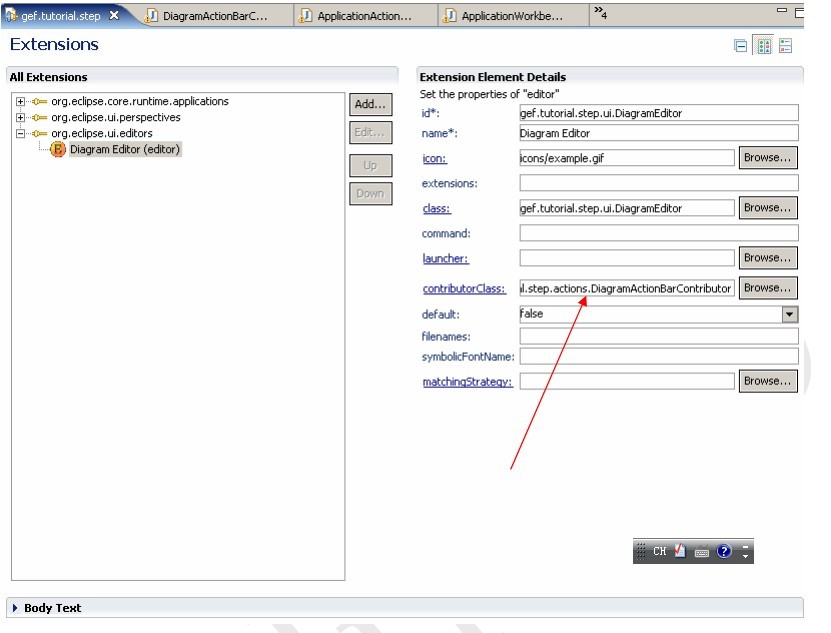 gef.tutorial.step DiagramActionBarC... ApplicationAction... ApplicationWorkbe... »4
Extensions
All Extensions
org.eclipse.core.runtime.applications
org.eclipse.ui.perspectives
org.eclipse.ui.editors
Diagram Editor (editor)
Add...
Edit...
Up
Down
Extension Element Details
Set the properties of "editor"
id*: gef.tutorial.step.ui.DiagramEditor
name*: Diagram Editor
icon: icons/example.gif Browse...
extensions:
class: gef.tutorial.step.ui.DiagramEditor Browse...
command:
launcher: Browse...
contributorClass: l.step.actions.DiagramActionBarContributor Browse...
default: false
filenames:
symbolicFontName:
matchingStrategy: Browse...
CH
Body Text